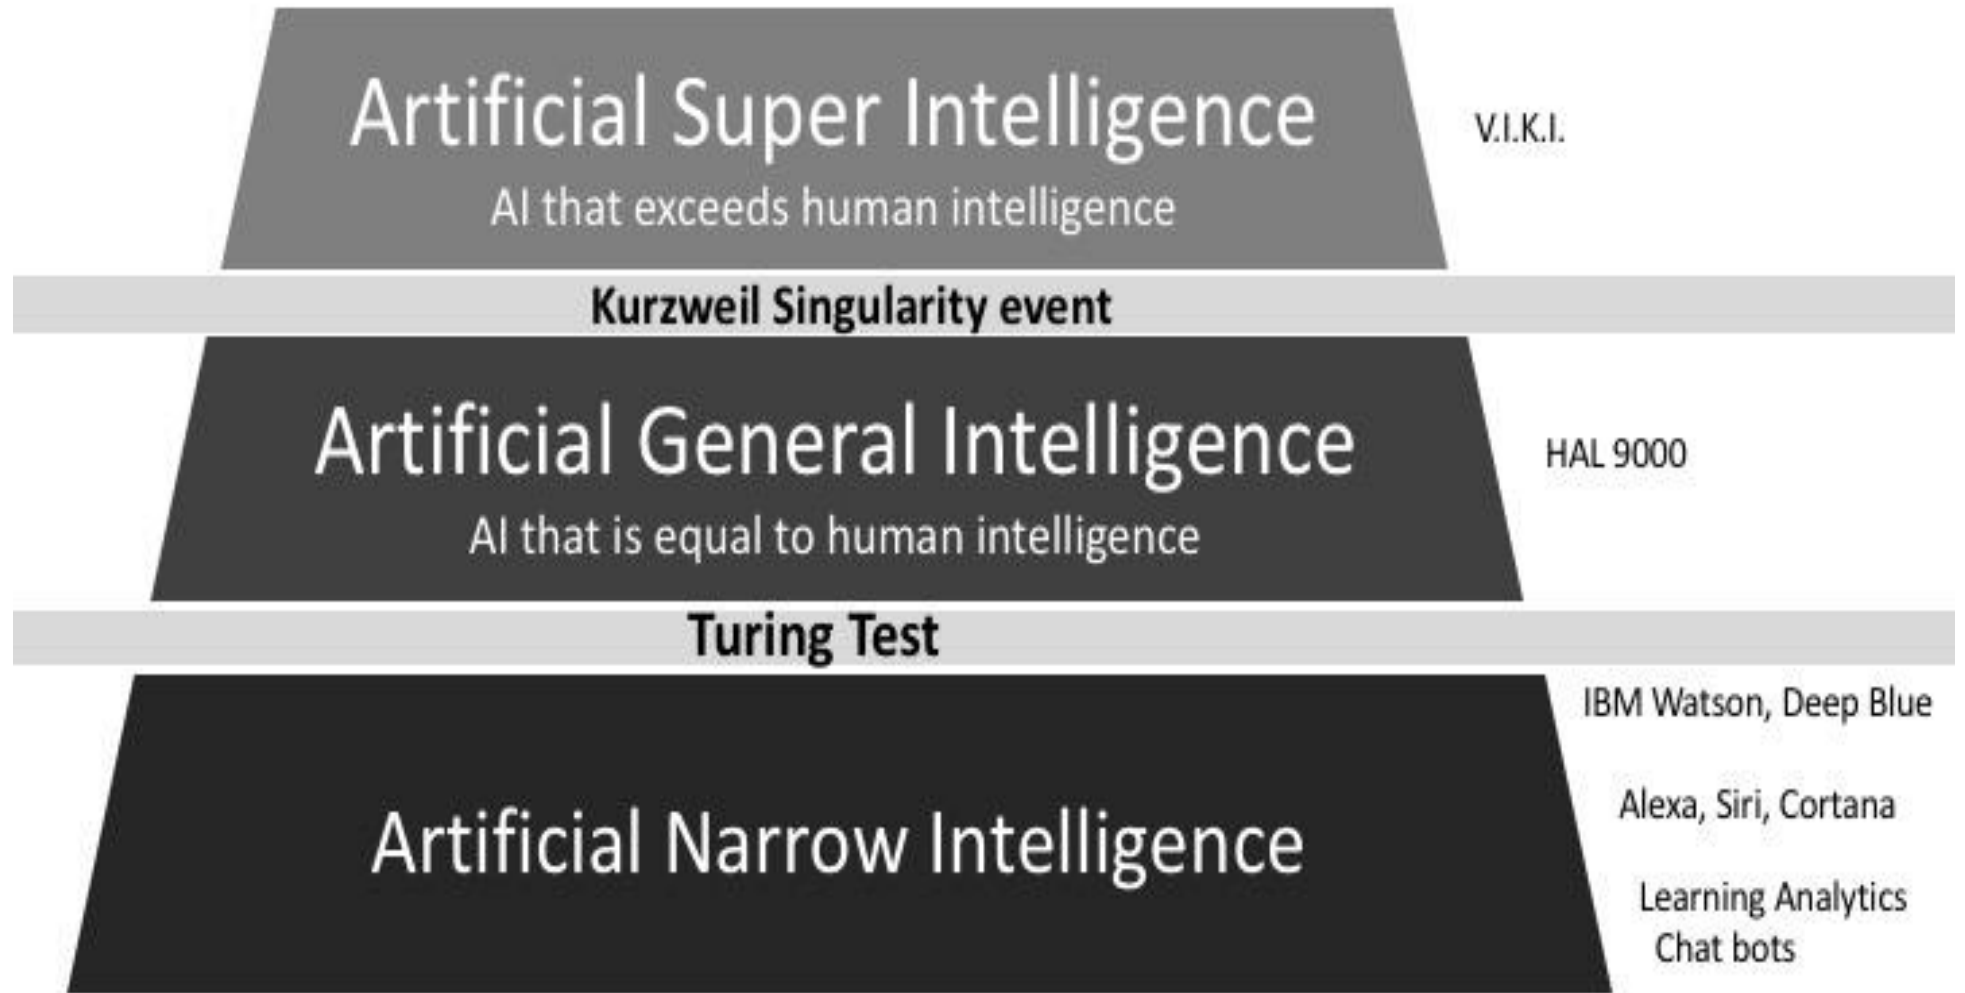 Artificial Super Intelligence
V.I.K.I.
AI that exceeds human intelligence
Kurzweil Singularity event
Artificial General Intelligence
HAL 9000
AI that is equal to human intelligence
Turing Test
IBM Watson, Deep Blue
Alexa, Siri, Cortana
Artificial Narrow Intelligence
Learning Analytics
Chat bots